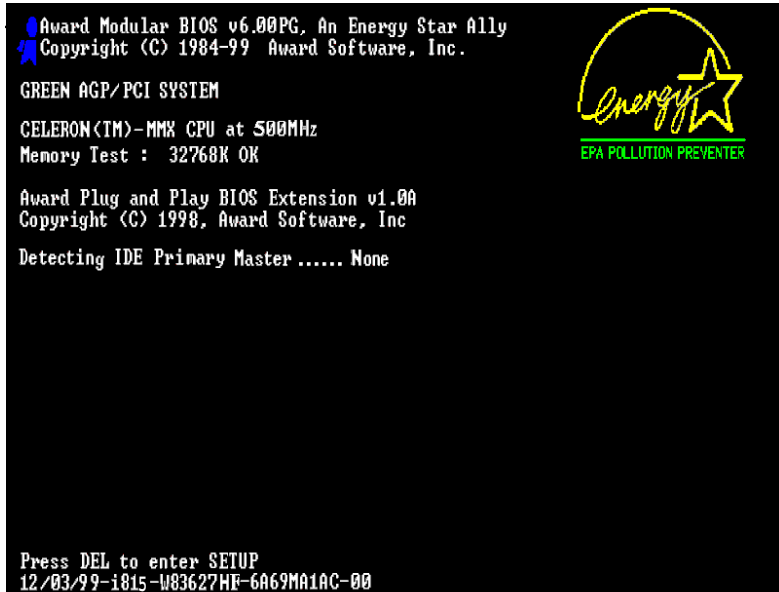 Award Modular BIOS v6.00PG, An Energy Star Ally
Copyright (C) 1984-99 Award Software, Inc.
GREEN AGP/PCI SYSTEM
CELERON(TM)-MMX CPU at 500MHz
Memory Test : 32768K OK
Award Plug and Play BIOS Extension v1.0A
Copyright (C) 1998, Award Software, Inc
Detecting IDE Primary Master ...... None
energy
EPA POLLUTION PREVENTER
Press DEL to enter SETUP
12/03/99-i815-W83627HF-6A69MA1AC-00